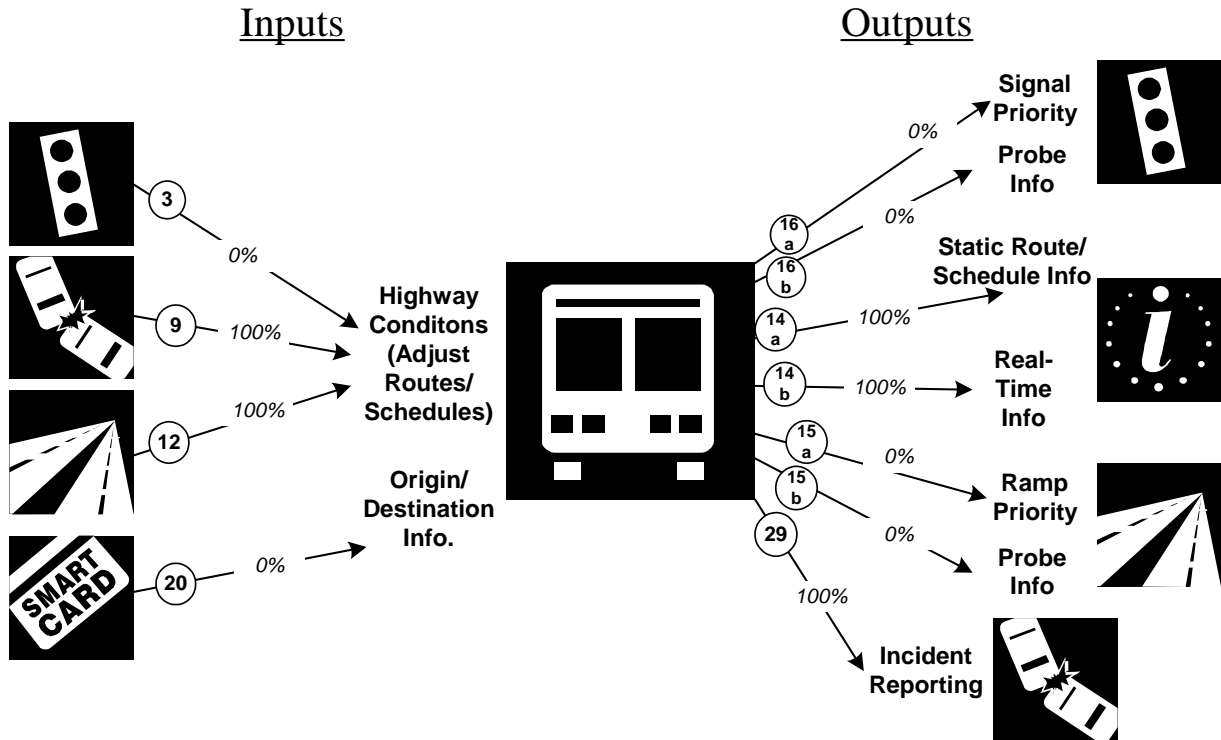 Inputs
Outputs
3
0%
9
100%
12
100%
20
0%
SMART
CARD
Highway
Conditons
(Adjust
Routes/
Schedules)
Origin/
Destination
Info.
16
a
0%
Signal
Priority
16
b
0%
Probe
Info
14
a
100%
Static Route/
Schedule Info
i
14
b
100%
Real-
Time
Info
15
a
0%
Ramp
Priority
15
b
0%
Probe
Info
29
100%
Incident
Reporting